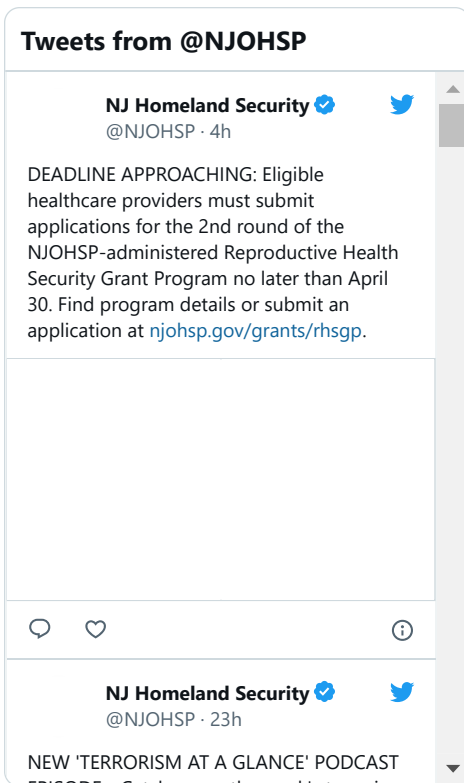 Tweets from @NJOHSP
NJ Homeland Security
@NJOHSP · 4h
DEADLINE APPROACHING: Eligible
healthcare providers must submit
applications for the 2nd round of the
NJOHSP-administered Reproductive Health
Security Grant Program no later than April
30. Find program details or submit an
application at njohsp.gov/grants/rhsgp.
NJ Homeland Security
@NJOHSP · 23h
NEW 'TERRORISM AT A GLANCE' PODCAST